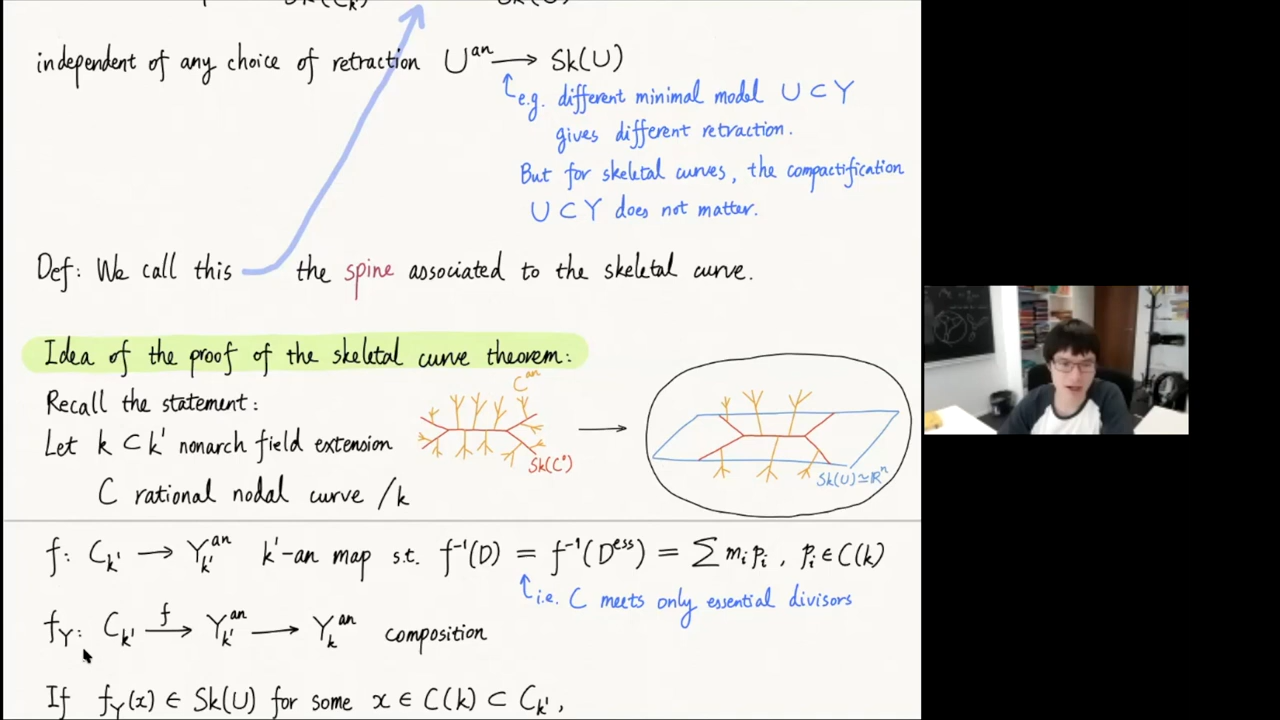 independent of any choice of retraction U^an ⟶ Sk(U)
↑ e.g. different minimal model U ⊂ Y
gives different retraction.
But for skeletal curves, the compactification
U ⊂ Y does not matter.
Def: We call this the spine associated to the skeletal curve.
Idea of the proof of the skeletal curve theorem:
Recall the statement:
Let k ⊂ k' nonarch field extension
C rational nodal curve /k
C^an
Sk(C°)
Sk(U) ≃ ℝ^n
f: C_k' ⟶ Y_k'^an k'-an map s.t. f^-1(D) = f^-1(D^ess) = ∑ m_i p_i, p_i ∈ C(k)
↑ i.e. C meets only essential divisors
f_Y: C_k' ⟶^f Y_k'^an ⟶ Y_k^an composition
If f_Y(x) ∈ Sk(U) for some x ∈ C(k) ⊂ C_k',